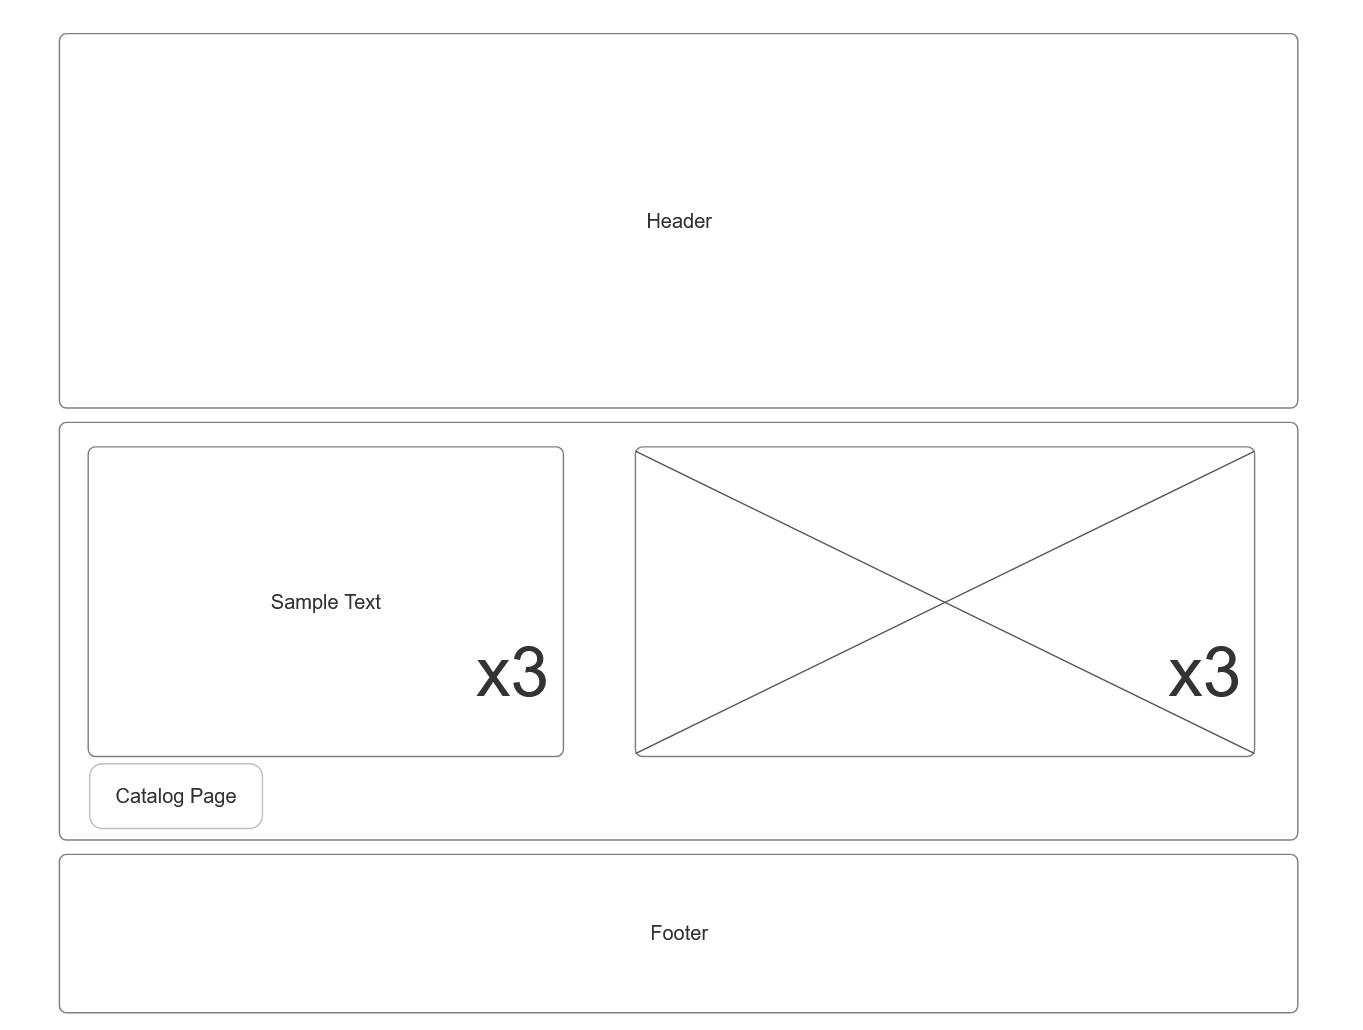 Header
Sample Text
x3
x3
Catalog Page
Footer